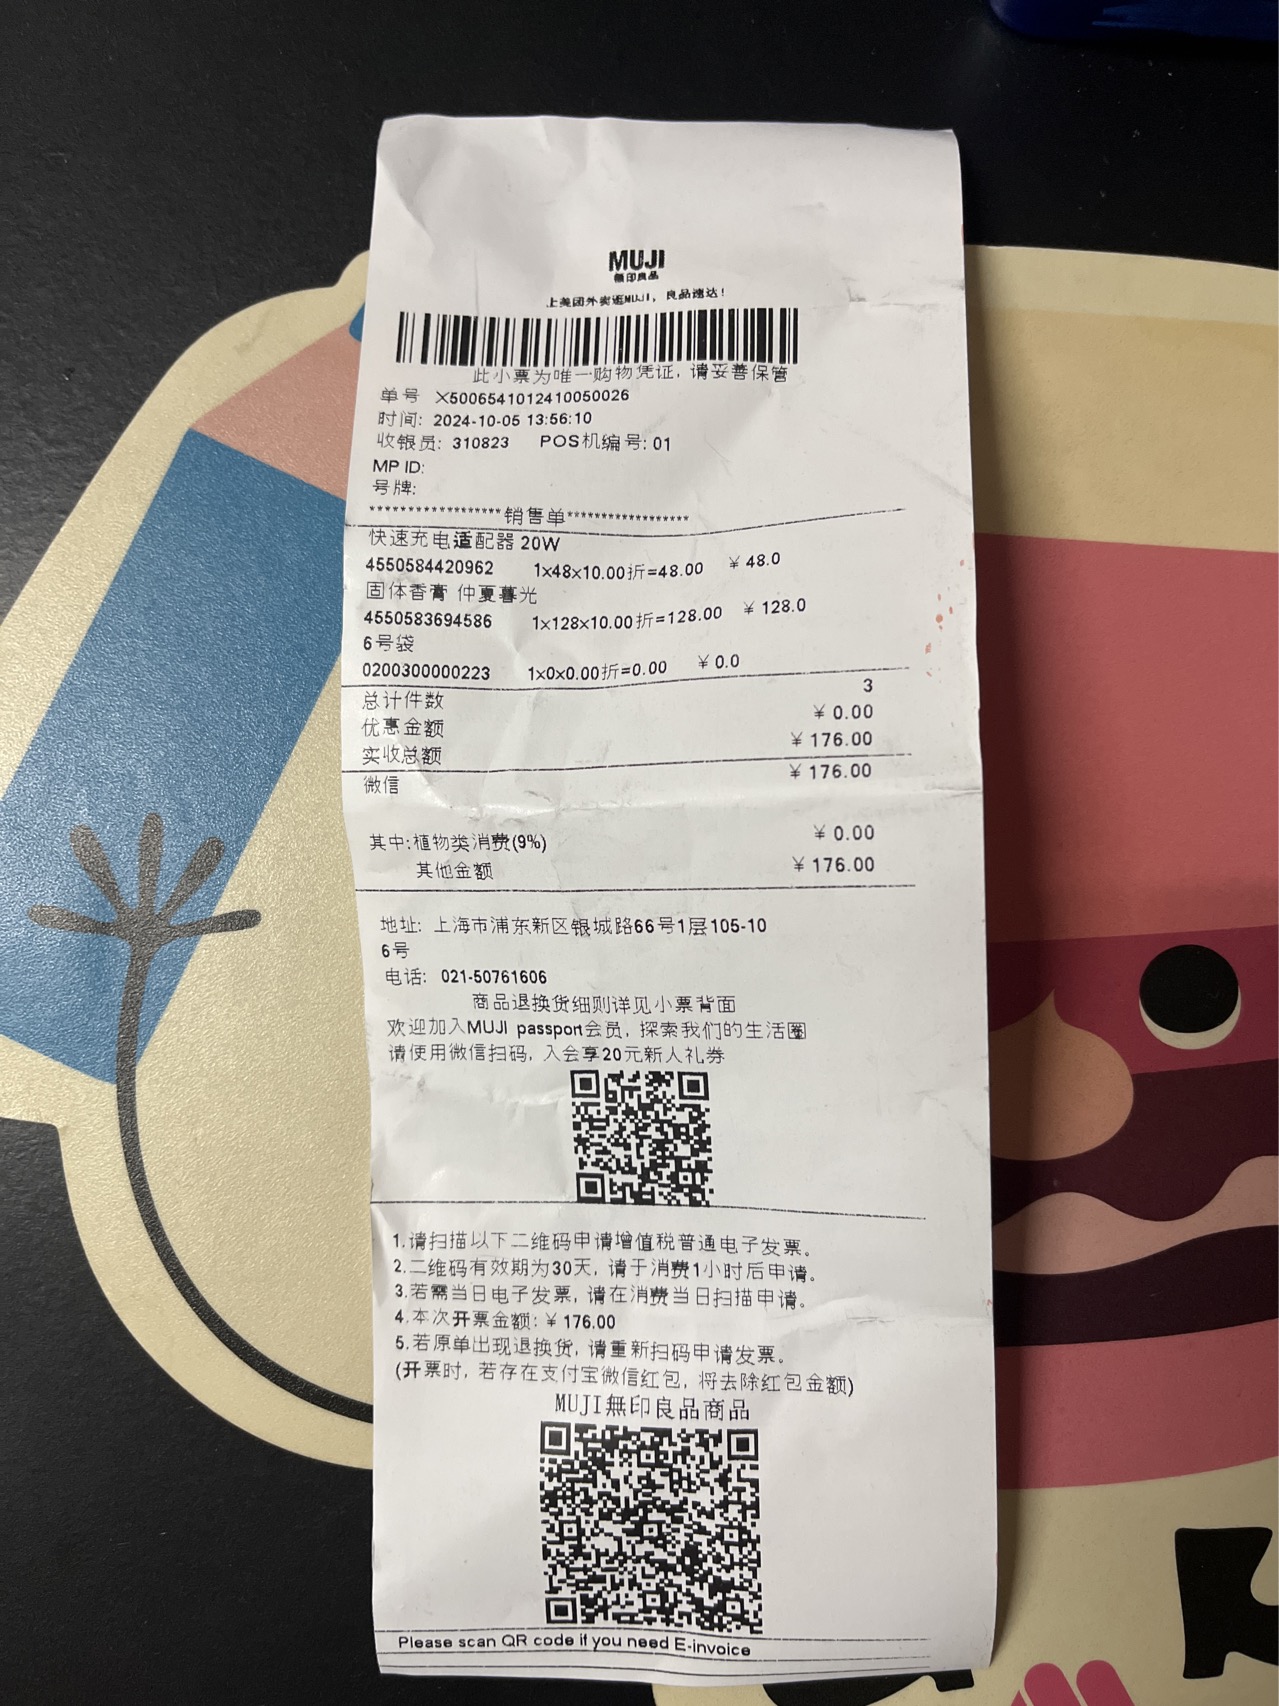 MUJI
無印良品
上美团外卖逛MUJI，良品速达！
此小票为唯一购物凭证，请妥善保管
单号 X5006541012410050026
时间: 2024-10-05 13:56:10
收银员: 310823 POS机编号: 01
MP ID:
号牌:
******************销售单*****************
快速充电适配器 20W
4550584420962 1x48x10.00折=48.00 ¥ 48.0
固体香膏 仲夏暮光
4550583694586 1x128x10.00折=128.00 ¥ 128.0
6号袋
0200300000223 1x0x0.00折=0.00 ¥ 0.0
总计件数 3
优惠金额 ¥ 0.00
实收总额 ¥ 176.00
微信 ¥ 176.00
其中:植物类消费(9%) ¥ 0.00
其他金额 ¥ 176.00
地址: 上海市浦东新区银城路66号1层105-10
6号
电话: 021-50761606
商品退换货细则详见小票背面
欢迎加入MUJI passport会员, 探索我们的生活圈
请使用微信扫码, 入会享20元新人礼券
1.请扫描以下二维码申请增值税普通电子发票。
2.二维码有效期为30天, 请于消费1小时后申请。
3.若需当日电子发票, 请在消费当日扫描申请。
4.本次开票金额: ¥ 176.00
5.若原单出现退换货, 请重新扫码申请发票。
(开票时, 若存在支付宝微信红包, 将去除红包金额)
MUJI無印良品商品
Please scan QR code if you need E-invoice